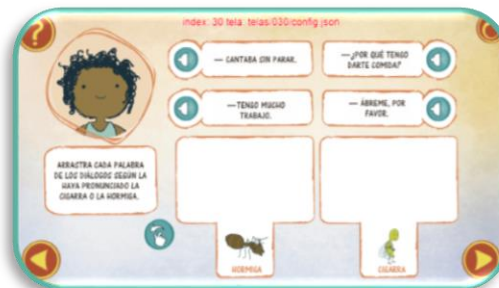 index: 30 tela: telas/030/config.json
?
— CANTABA SIN PARAR.
— ¿POR QUÉ TENGO
DARTE COMIDA?
— TENGO MUCHO
TRABAJO.
— ÁBREME, POR
FAVOR.
ARRASTRA CADA PALABRA
DE LOS DIÁLOGOS SEGÚN LA
HAYA PRONUNCIADO LA
CIGARRA O LA HORMIGA.
HORMIGA
CIGARRA